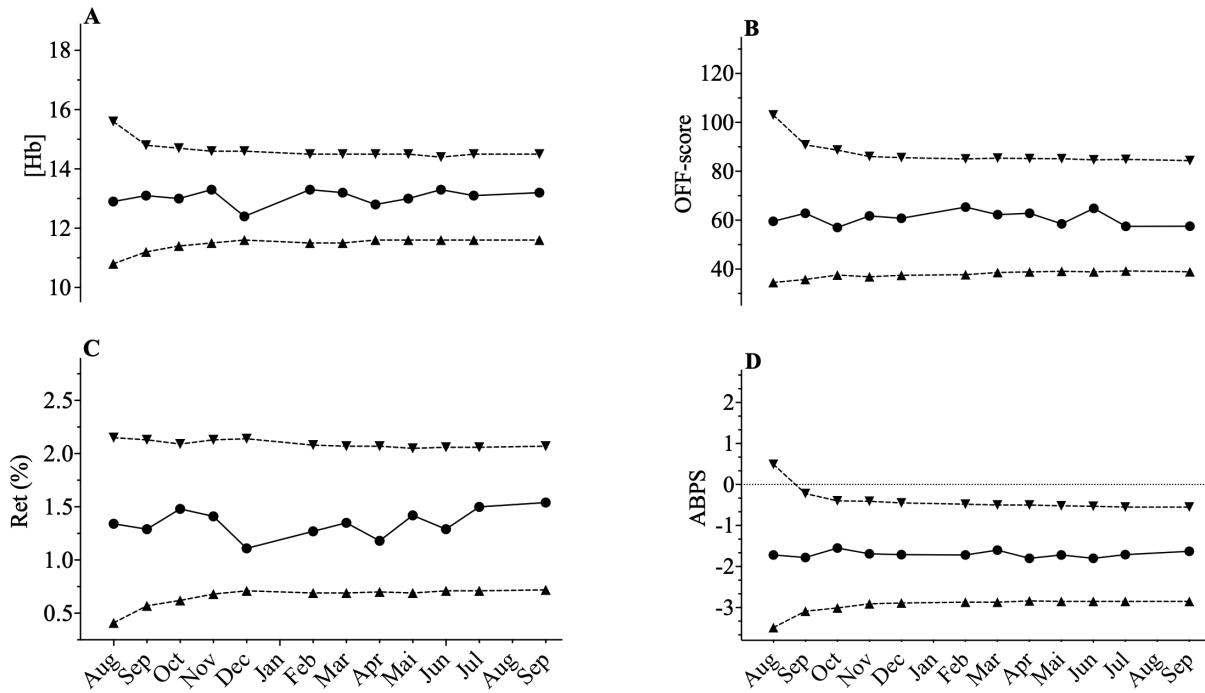 A
18
16
14
12
10
[Hb]
B
120
100
80
60
40
OFF-score
C
2.5
2.0
1.5
1.0
0.5
Ret (%)
Aug Sep Oct Nov Dec Jan Feb Mar Apr Mai Jun Jul Aug Sep
D
2
1
0
-1
-2
-3
ABPS
Aug Sep Oct Nov Dec Jan Feb Mar Apr Mai Jun Jul Aug Sep